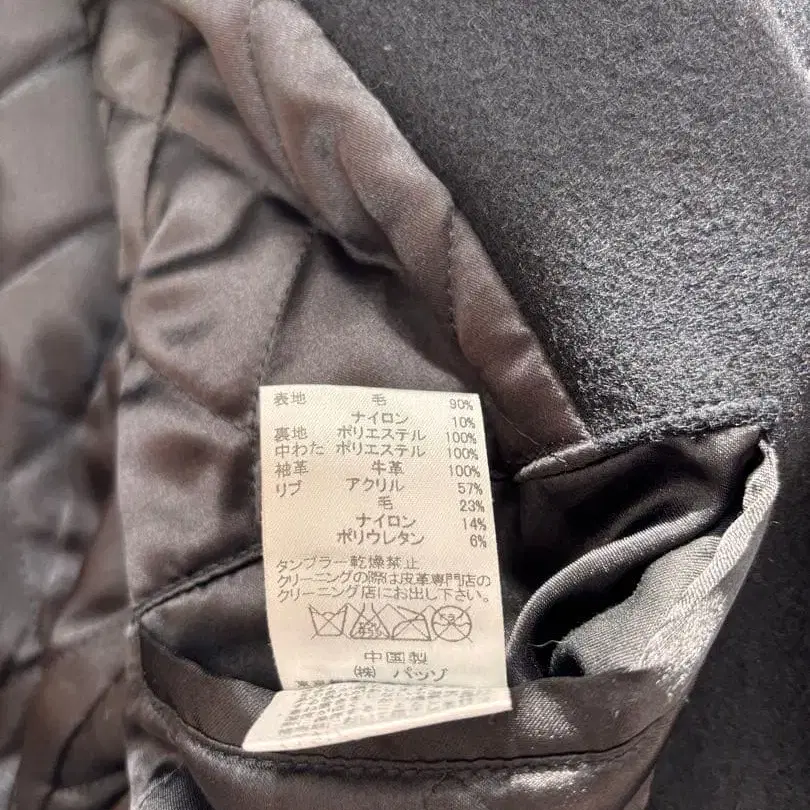 表地 毛 90%
ナイロン 10%
裏地 ポリエステル 100%
中わた ポリエステル 100%
袖革 牛革 100%
リブ アクリル 57%
毛 23%
ナイロン 14%
ポリウレタン 6%
タンブラー乾燥禁止
クリーニングの際は皮革専門店の
クリーニング店にお出し下さい。
中国製
(株) パッゾ